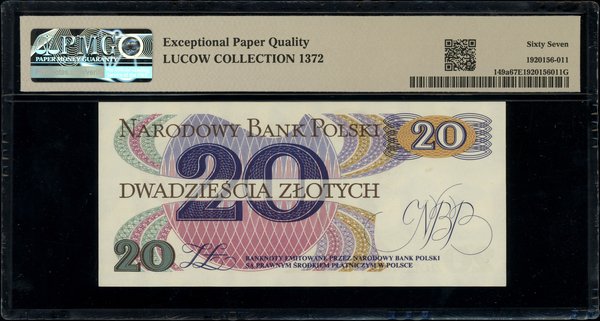 PMG
PAPER MONEY GUARANTY
Exceptional Paper Quality
LUCOW COLLECTION 1372
Sixty Seven
1920156-011
149a67E1920156011G
NARODOWY BANK POLSKI
20
20
DWADZIEŚCIA ZŁOTYCH
NBP
20
ZŁ
BANKNOTY EMITOWANE PRZEZ NARODOWY BANK POLSKI
SĄ PRAWNYM ŚRODKIEM PŁATNICZYM W POLSCE